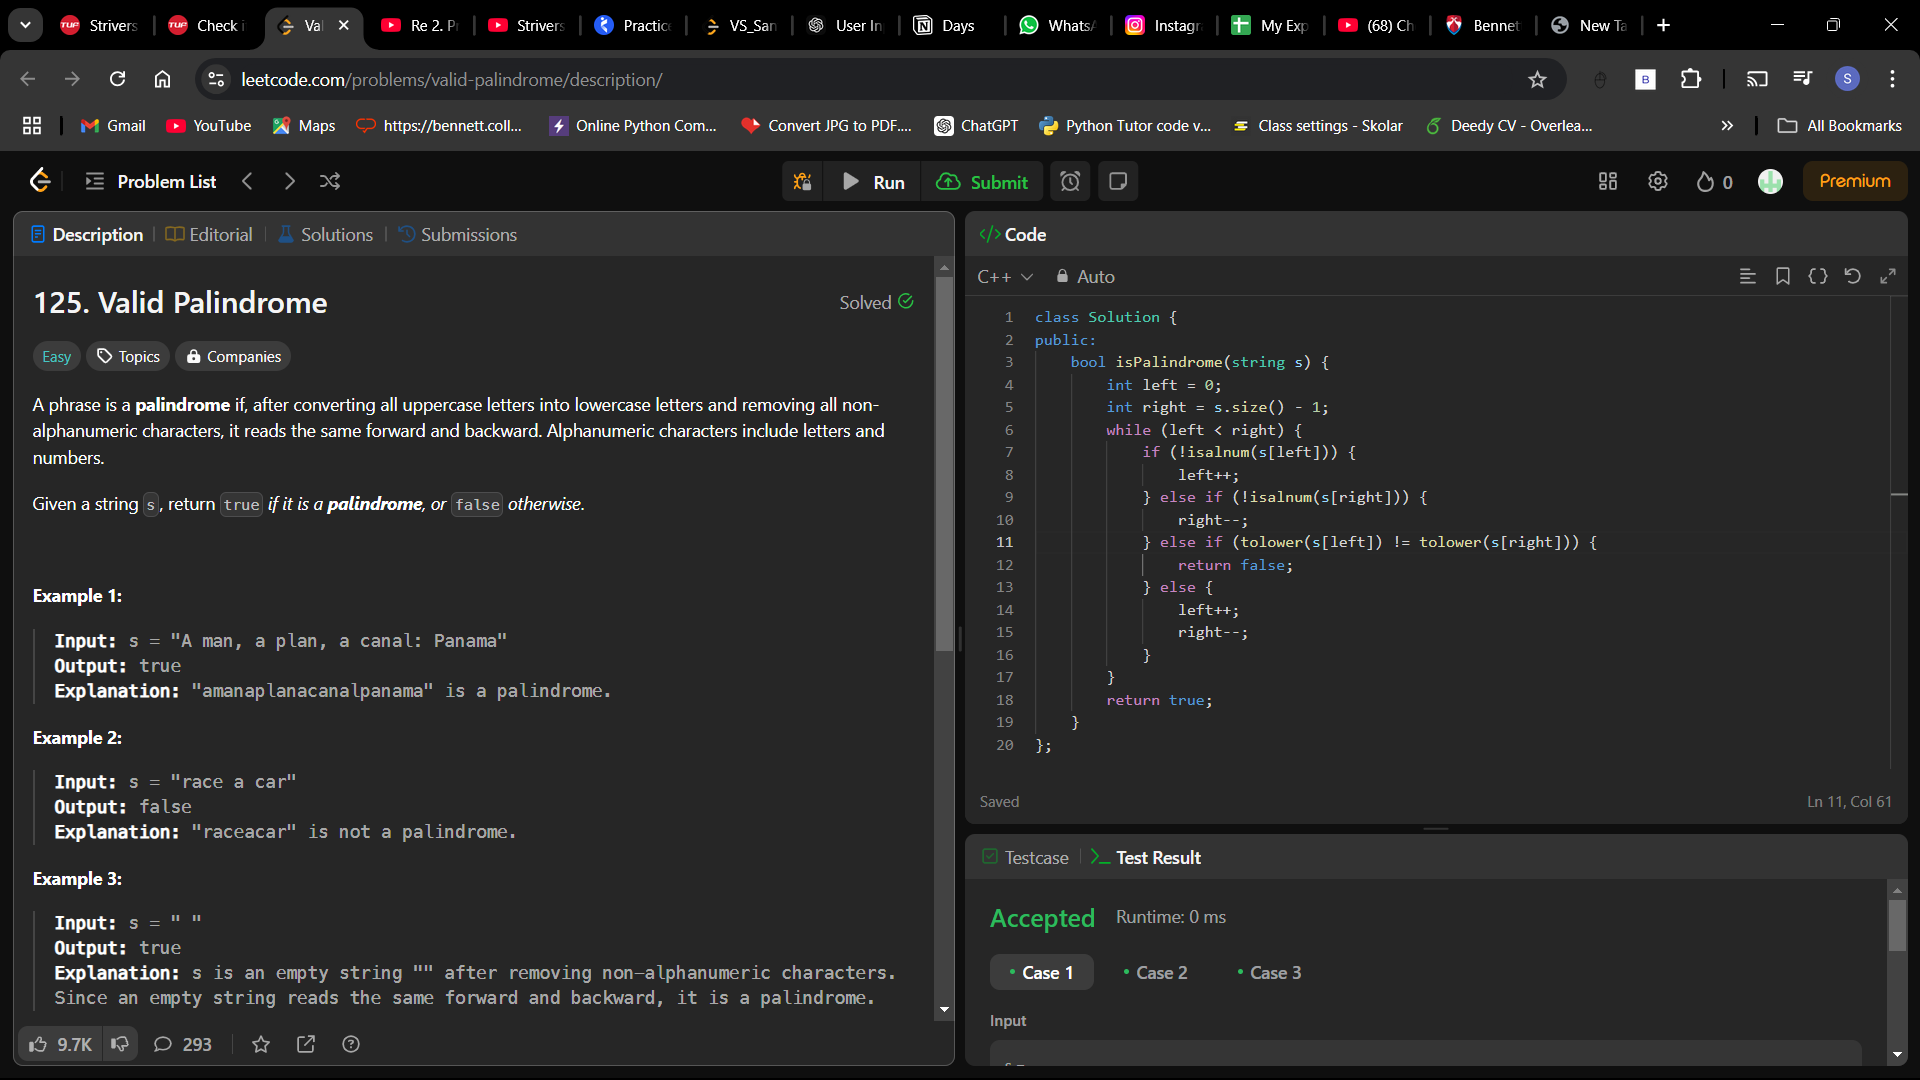 Strivers
Check i
Val
Re 2. P
Strivers
Practic
VS_San
User In
Days
Whats
Instagr
My Exp
(68) Ch
Bennet
New Ta
leetcode.com/problems/valid-palindrome/description/
B
S
Gmail
YouTube
Maps
https://bennett.coll...
Online Python Com...
Convert JPG to PDF....
ChatGPT
Python Tutor code v...
Class settings - Skolar
Deedy CV - Overlea...
All Bookmarks
Problem List
Run
Submit
0
Premium
Description
Editorial
Solutions
Submissions
125. Valid Palindrome
Solved
Easy
Topics
Companies
A phrase is a palindrome if, after converting all uppercase letters into lowercase letters and removing all non-
alphanumeric characters, it reads the same forward and backward. Alphanumeric characters include letters and
numbers.
Given a string s, return true if it is a palindrome, or false otherwise.
Example 1:
Input: s = "A man, a plan, a canal: Panama"
Output: true
Explanation: "amanaplanacanalpanama" is a palindrome.
Example 2:
Input: s = "race a car"
Output: false
Explanation: "raceacar" is not a palindrome.
Example 3:
Input: s = " "
Output: true
Explanation: s is an empty string "" after removing non-alphanumeric characters.
Since an empty string reads the same forward and backward, it is a palindrome.
9.7K
293
</> Code
C++
Auto
1 class Solution {
2 public:
3 bool isPalindrome(string s) {
4 int left = 0;
5 int right = s.size() - 1;
6 while (left < right) {
7 if (!isalnum(s[left])) {
8 left++;
9 } else if (!isalnum(s[right])) {
10 right--;
11 } else if (tolower(s[left]) != tolower(s[right])) {
12 return false;
13 } else {
14 left++;
15 right--;
16 }
17 }
18 return true;
19 }
20 };
Saved
Ln 11, Col 61
Testcase
Test Result
Accepted
Runtime: 0 ms
Case 1
Case 2
Case 3
Input